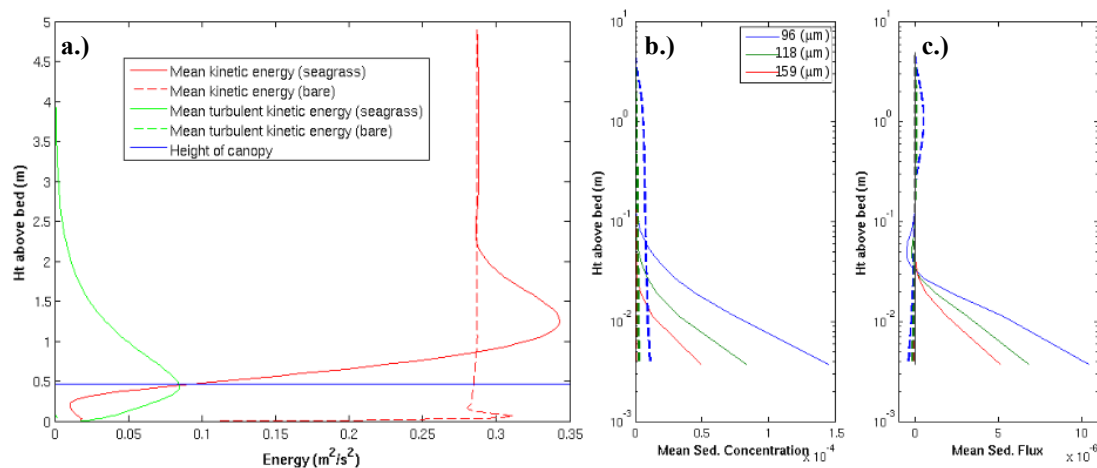 a.)
5
4.5
4
3.5
3
2.5
2
1.5
1
0.5
0
Ht above bed (m)
Mean kinetic energy (seagrass)
Mean kinetic energy (bare)
Mean turbulent kinetic energy (seagrass)
Mean turbulent kinetic energy (bare)
Height of canopy
0 0.05 0.1 0.15 0.2 0.25 0.3 0.35
Energy (m²/s²)
b.)
96 (μm)
118 (μm)
159 (μm)
10¹
10⁰
10⁻¹
10⁻²
10⁻³
Ht above bed (m)
0 0.5 1 1.5
x 10⁻⁴
Mean Sed. Concentration
c.)
10¹
10⁰
10⁻¹
10⁻²
10⁻³
Ht above bed (m)
0 5 10
x 10⁻⁶
Mean Sed. Flux